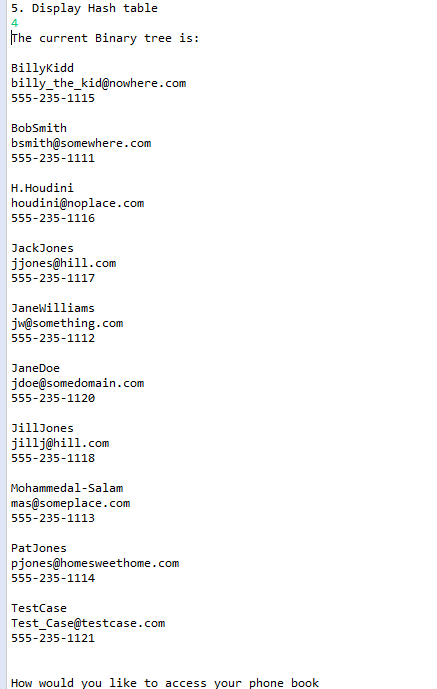 5. Display Hash table
4
The current Binary tree is:
BillyKidd
billy_the_kid@nowhere.com
555-235-1115
BobSmith
bsmith@somewhere.com
555-235-1111
H.Houdini
houdini@noplace.com
555-235-1116
JackJones
jjones@hill.com
555-235-1117
JaneWilliams
jw@something.com
555-235-1112
JaneDoe
jdoe@somedomain.com
555-235-1120
JillJones
jillj@hill.com
555-235-1118
Mohammedal-Salam
mas@someplace.com
555-235-1113
PatJones
pjones@homesweethome.com
555-235-1114
TestCase
Test_Case@testcase.com
555-235-1121
How would you like to access your phone book